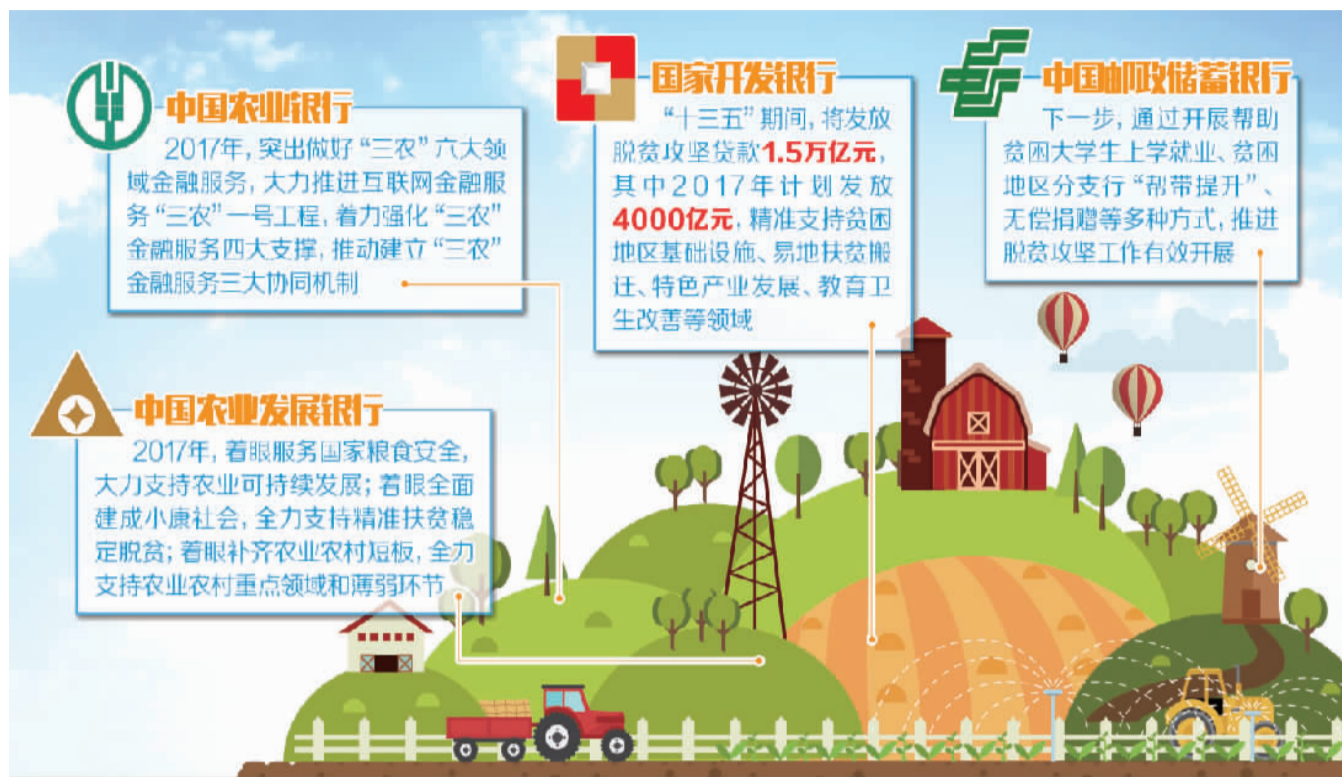 中国农业银行
2017年，突出做好“三农”六大领
域金融服务，大力推进互联网金融服
务“三农”一号工程，着力强化“三农”
金融服务四大支撑，推动建立“三农”
金融服务三大协同机制
国家开发银行
“十三五”期间，将发放
脱贫攻坚贷款1.5万亿元，
其中2017年计划发放
4000亿元，精准支持贫困
地区基础设施、易地扶贫搬
迁、特色产业发展、教育卫
生改善等领域
中国邮政储蓄银行
下一步，通过开展帮助
贫困大学生上学就业、贫困
地区分支行“帮带提升”、
无偿捐赠等多种方式，推进
脱贫攻坚工作有效开展
中国农业发展银行
2017年，着眼服务国家粮食安全，
大力支持农业可持续发展；着眼全面
建成小康社会，全力支持精准扶贫稳
定脱贫；着眼补齐农业农村短板，全力
支持农业农村重点领域和薄弱环节